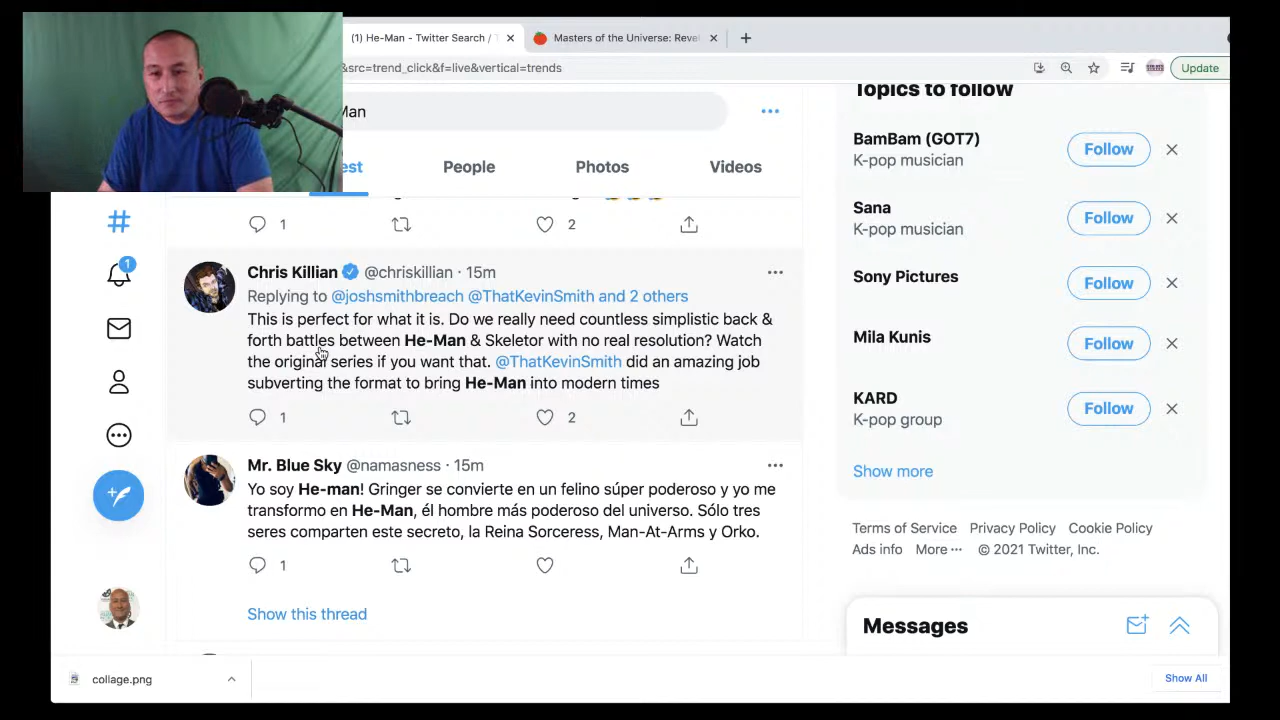 (1) He-Man - Twitter Search /
Masters of the Universe: Reve
&src=trend_click&f=live&vertical=trends
Update
Man
est
People
Photos
Videos
1
2
Chris Killian @chriskillian · 15m
Replying to @joshsmithbreach @ThatKevinSmith and 2 others
This is perfect for what it is. Do we really need countless simplistic back &
forth battles between He-Man & Skeletor with no real resolution? Watch
the original series if you want that. @ThatKevinSmith did an amazing job
subverting the format to bring He-Man into modern times
1
2
Mr. Blue Sky @namasness · 15m
Yo soy He-man! Gringer se convierte en un felino súper poderoso y yo me
transformo en He-Man, él hombre más poderoso del universo. Sólo tres
seres comparten este secreto, la Reina Sorceress, Man-At-Arms y Orko.
1
Show this thread
1
Topics to follow
BamBam (GOT7)
K-pop musician
Follow
Sana
K-pop musician
Follow
Sony Pictures
Follow
Mila Kunis
Follow
KARD
K-pop group
Follow
Show more
Terms of Service Privacy Policy Cookie Policy
Ads info More ··· © 2021 Twitter, Inc.
Messages
collage.png
Show All